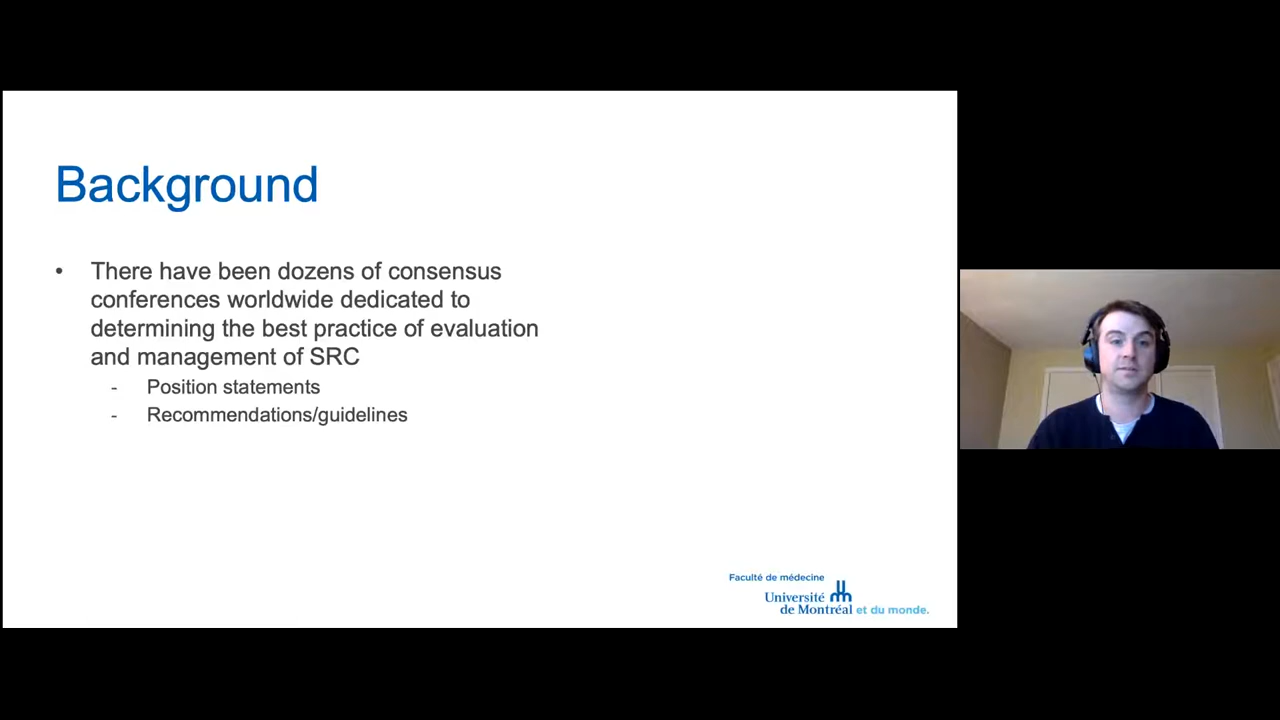 Background
• There have been dozens of consensus
conferences worldwide dedicated to
determining the best practice of evaluation
and management of SRC
- Position statements
- Recommendations/guidelines
Faculté de médecine
Université
de Montréal et du monde.